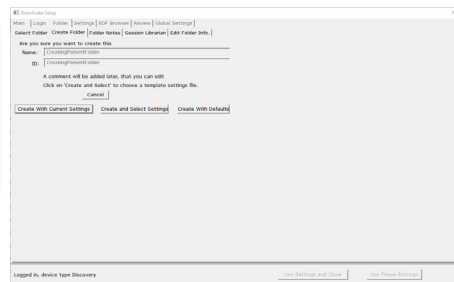 BrainAvatar Setup
Main Login Folder Settings EDF Browser Review Global Settings
Select Folder Create Folder Folder Notes Session Librarian Edit Folder Info.
Are you sure you want to create this
Name: CreatingPatientFolder
ID: CreatingPatientFolder
A comment will be added later, that you can edit
Click on 'Create and Select' to choose a template settings file.
Cancel
Create With Current Settings Create and Select Settings Create With Defaults
Logged in, device type Discovery Use Settings and Close Use These Settings